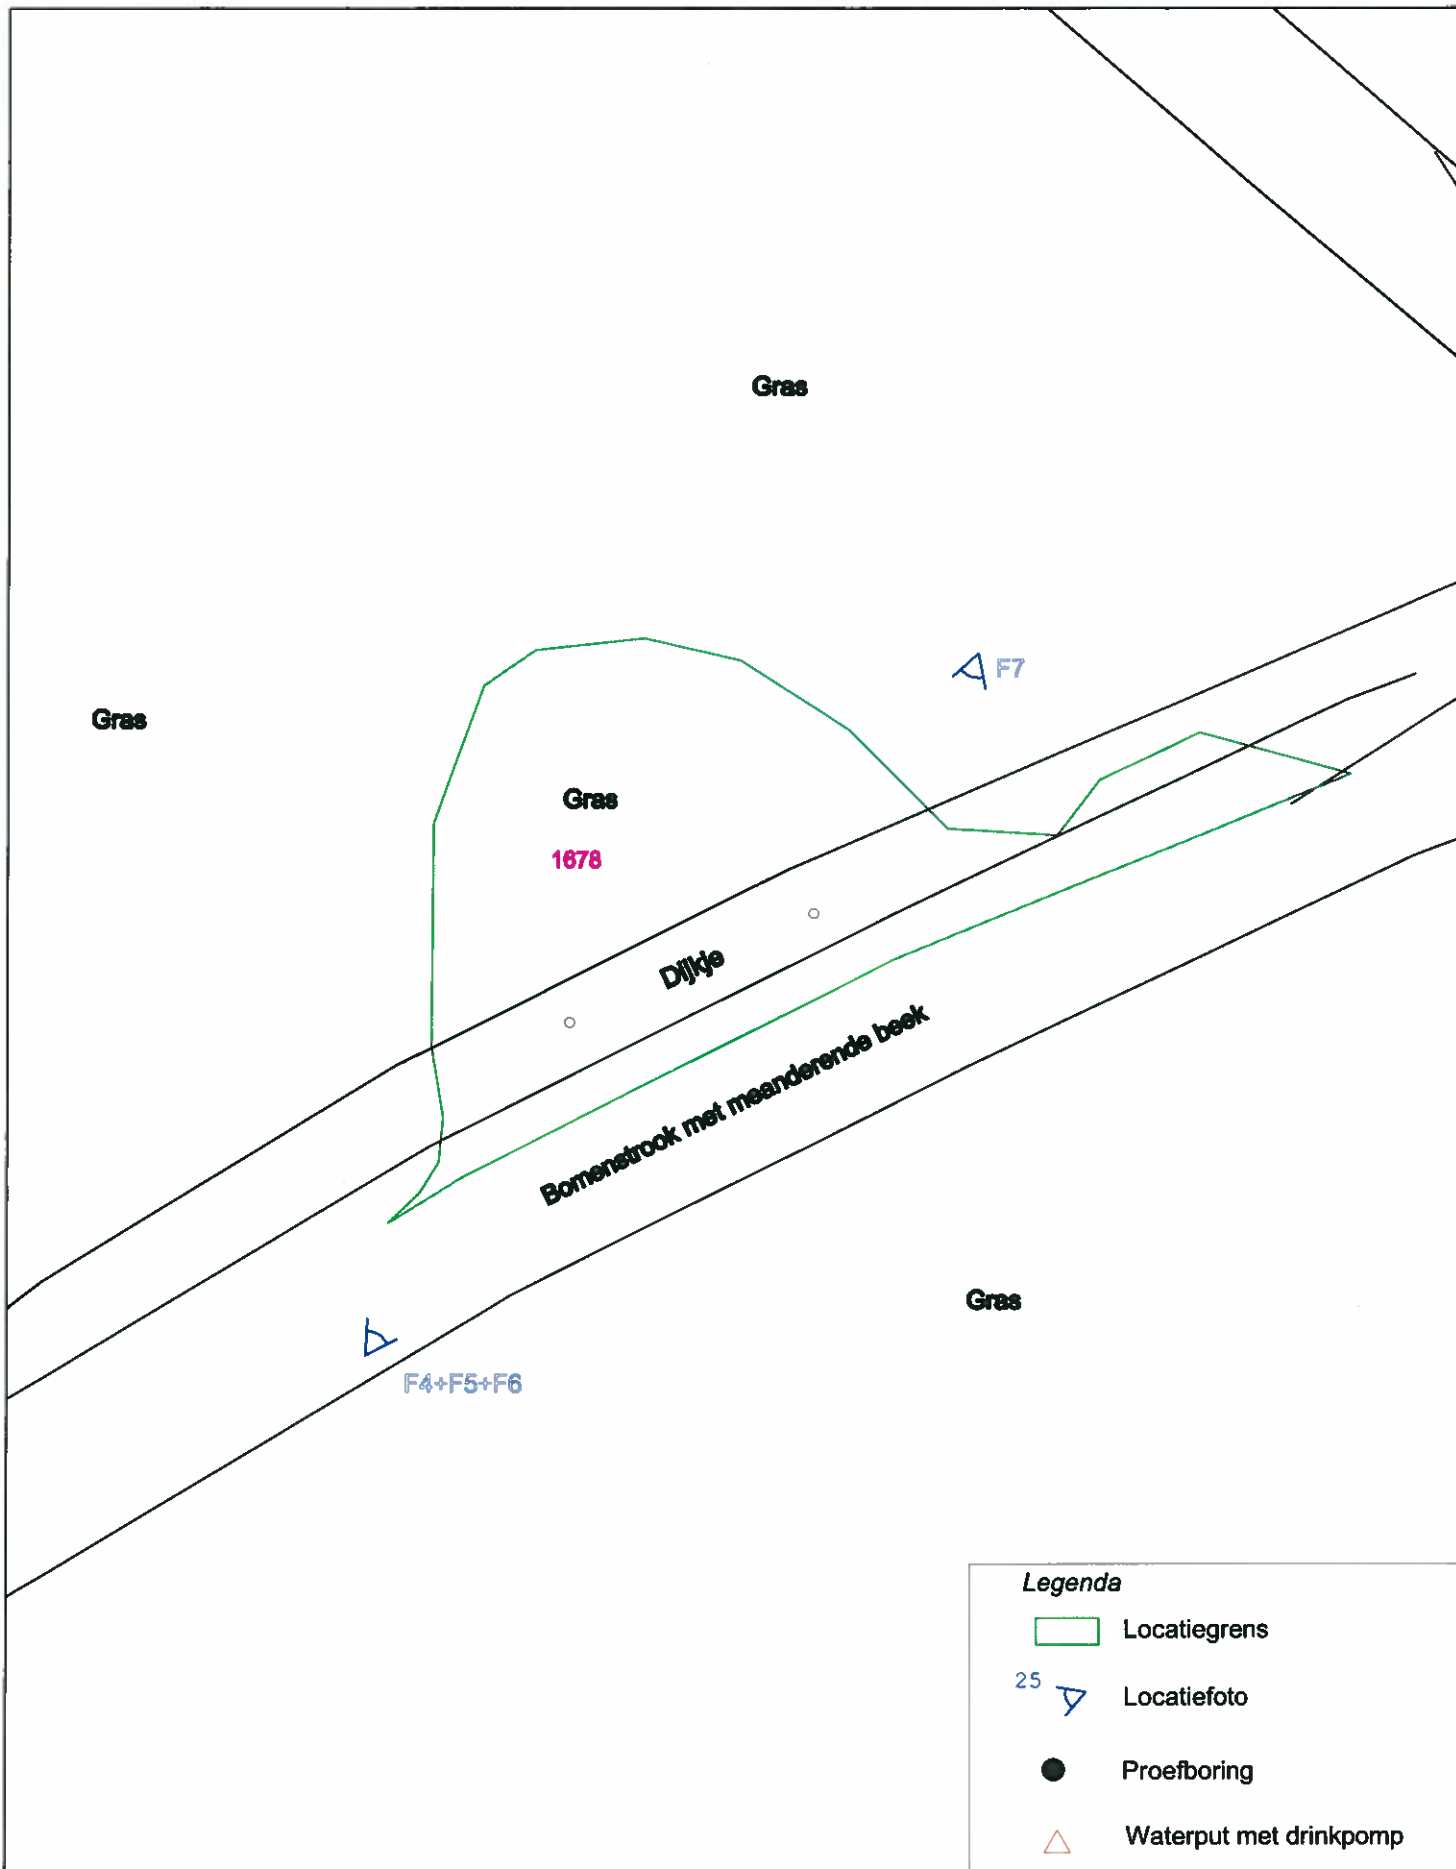 Gras
F7
Gras
Gras
1678
Dijkje
Bomenstrook met meanderende beek
Gras
F4+F5+F6
Legenda
Locatiegrens
25
Locatiefoto
Proefboring
Waterput met drinkpomp